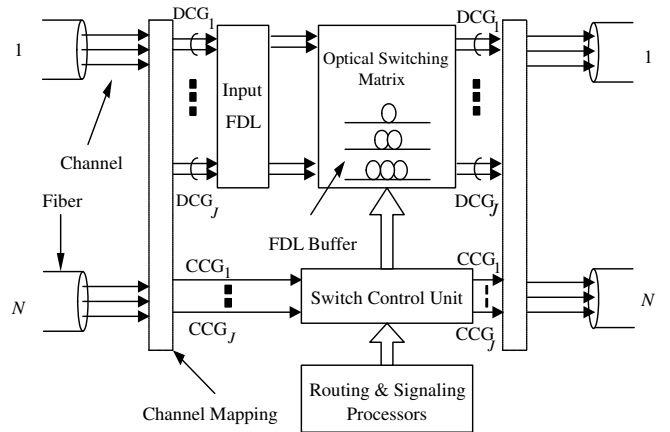 DCG1
DCG1
1
1
Input
FDL
Optical Switching
Matrix
Channel
Fiber
DCGJ
DCGJ
FDL Buffer
CCG1
CCG1
N
N
Switch Control Unit
CCGJ
CCGJ
Routing & Signaling
Processors
Channel Mapping